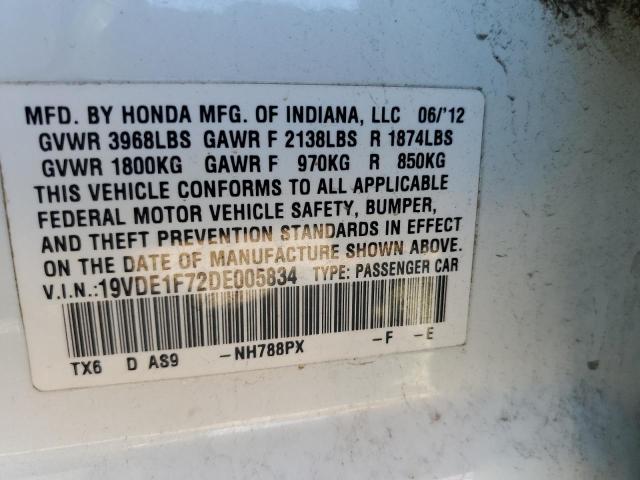 MFD. BY HONDA MFG. OF INDIANA, LLC 06/'12
GVWR 3968LBS GAWR F 2138LBS R 1874LBS
GVWR 1800KG GAWR F 970KG R 850KG
THIS VEHICLE CONFORMS TO ALL APPLICABLE
FEDERAL MOTOR VEHICLE SAFETY, BUMPER,
AND THEFT PREVENTION STANDARDS IN EFFECT
ON THE DATE OF MANUFACTURE SHOWN ABOVE.
V.I.N.:19VDE1F72DE005834 TYPE: PASSENGER CAR
TX6 D AS9 -NH788PX -F -E